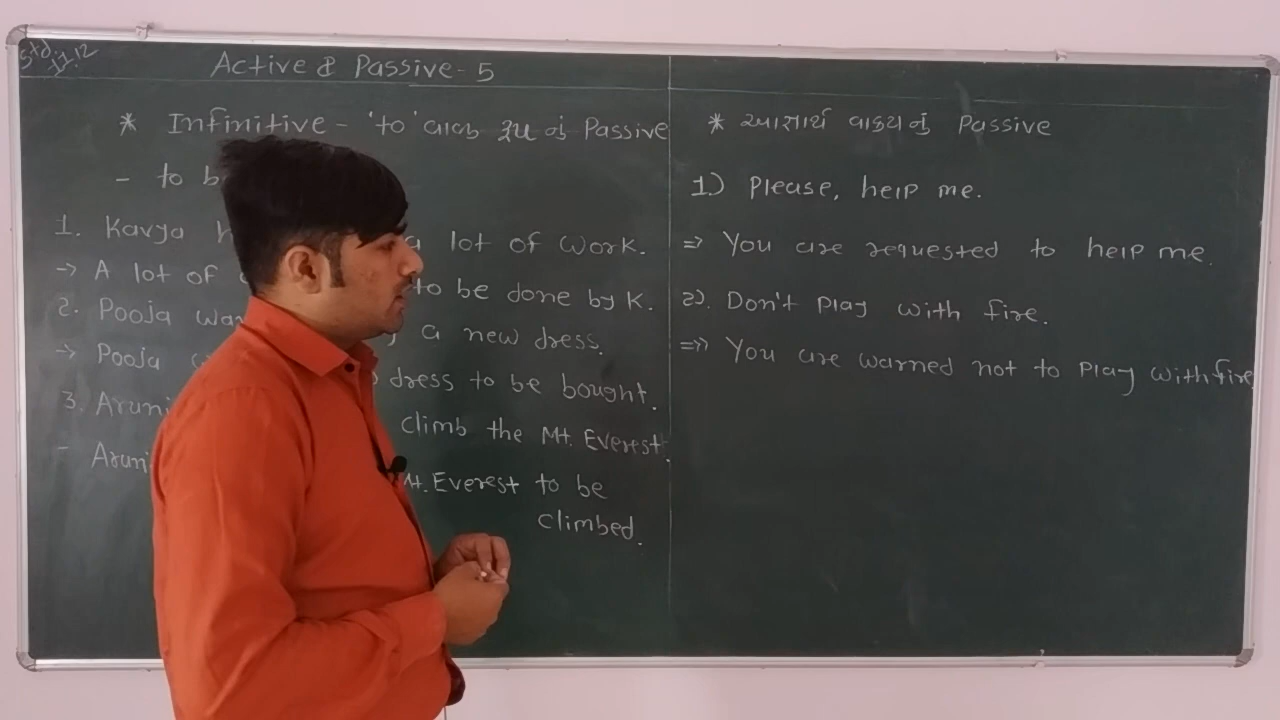 Std. 11,12
Active & Passive - 5
* Infinitive - 'to' વાળા રૂપ નું Passive
- to b
1. Kavya h a lot of work.
-> A lot of to be done by K.
2. Pooja wan a new dress.
-> Pooja w dress to be bought.
3. Aruni climb the Mt. Everest.
- Aruni Mt. Everest to be
climbed.
* આજ્ઞાર્થ વાક્ય નું Passive
1.) Please, help me.
=> You are requested to help me.
2). Don't play with fire.
=> You are warned not to play with fire